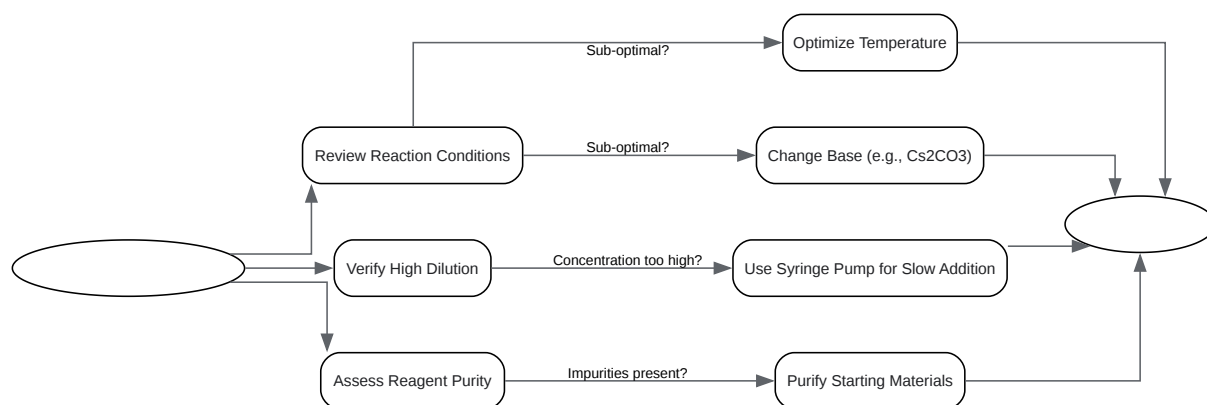 Optimize Temperature
Sub-optimal?
Review Reaction Conditions
Sub-optimal?
Change Base (e.g., Cs2CO3)
Verify High Dilution
Concentration too high?
Use Syringe Pump for Slow Addition
Assess Reagent Purity
Impurities present?
Purify Starting Materials